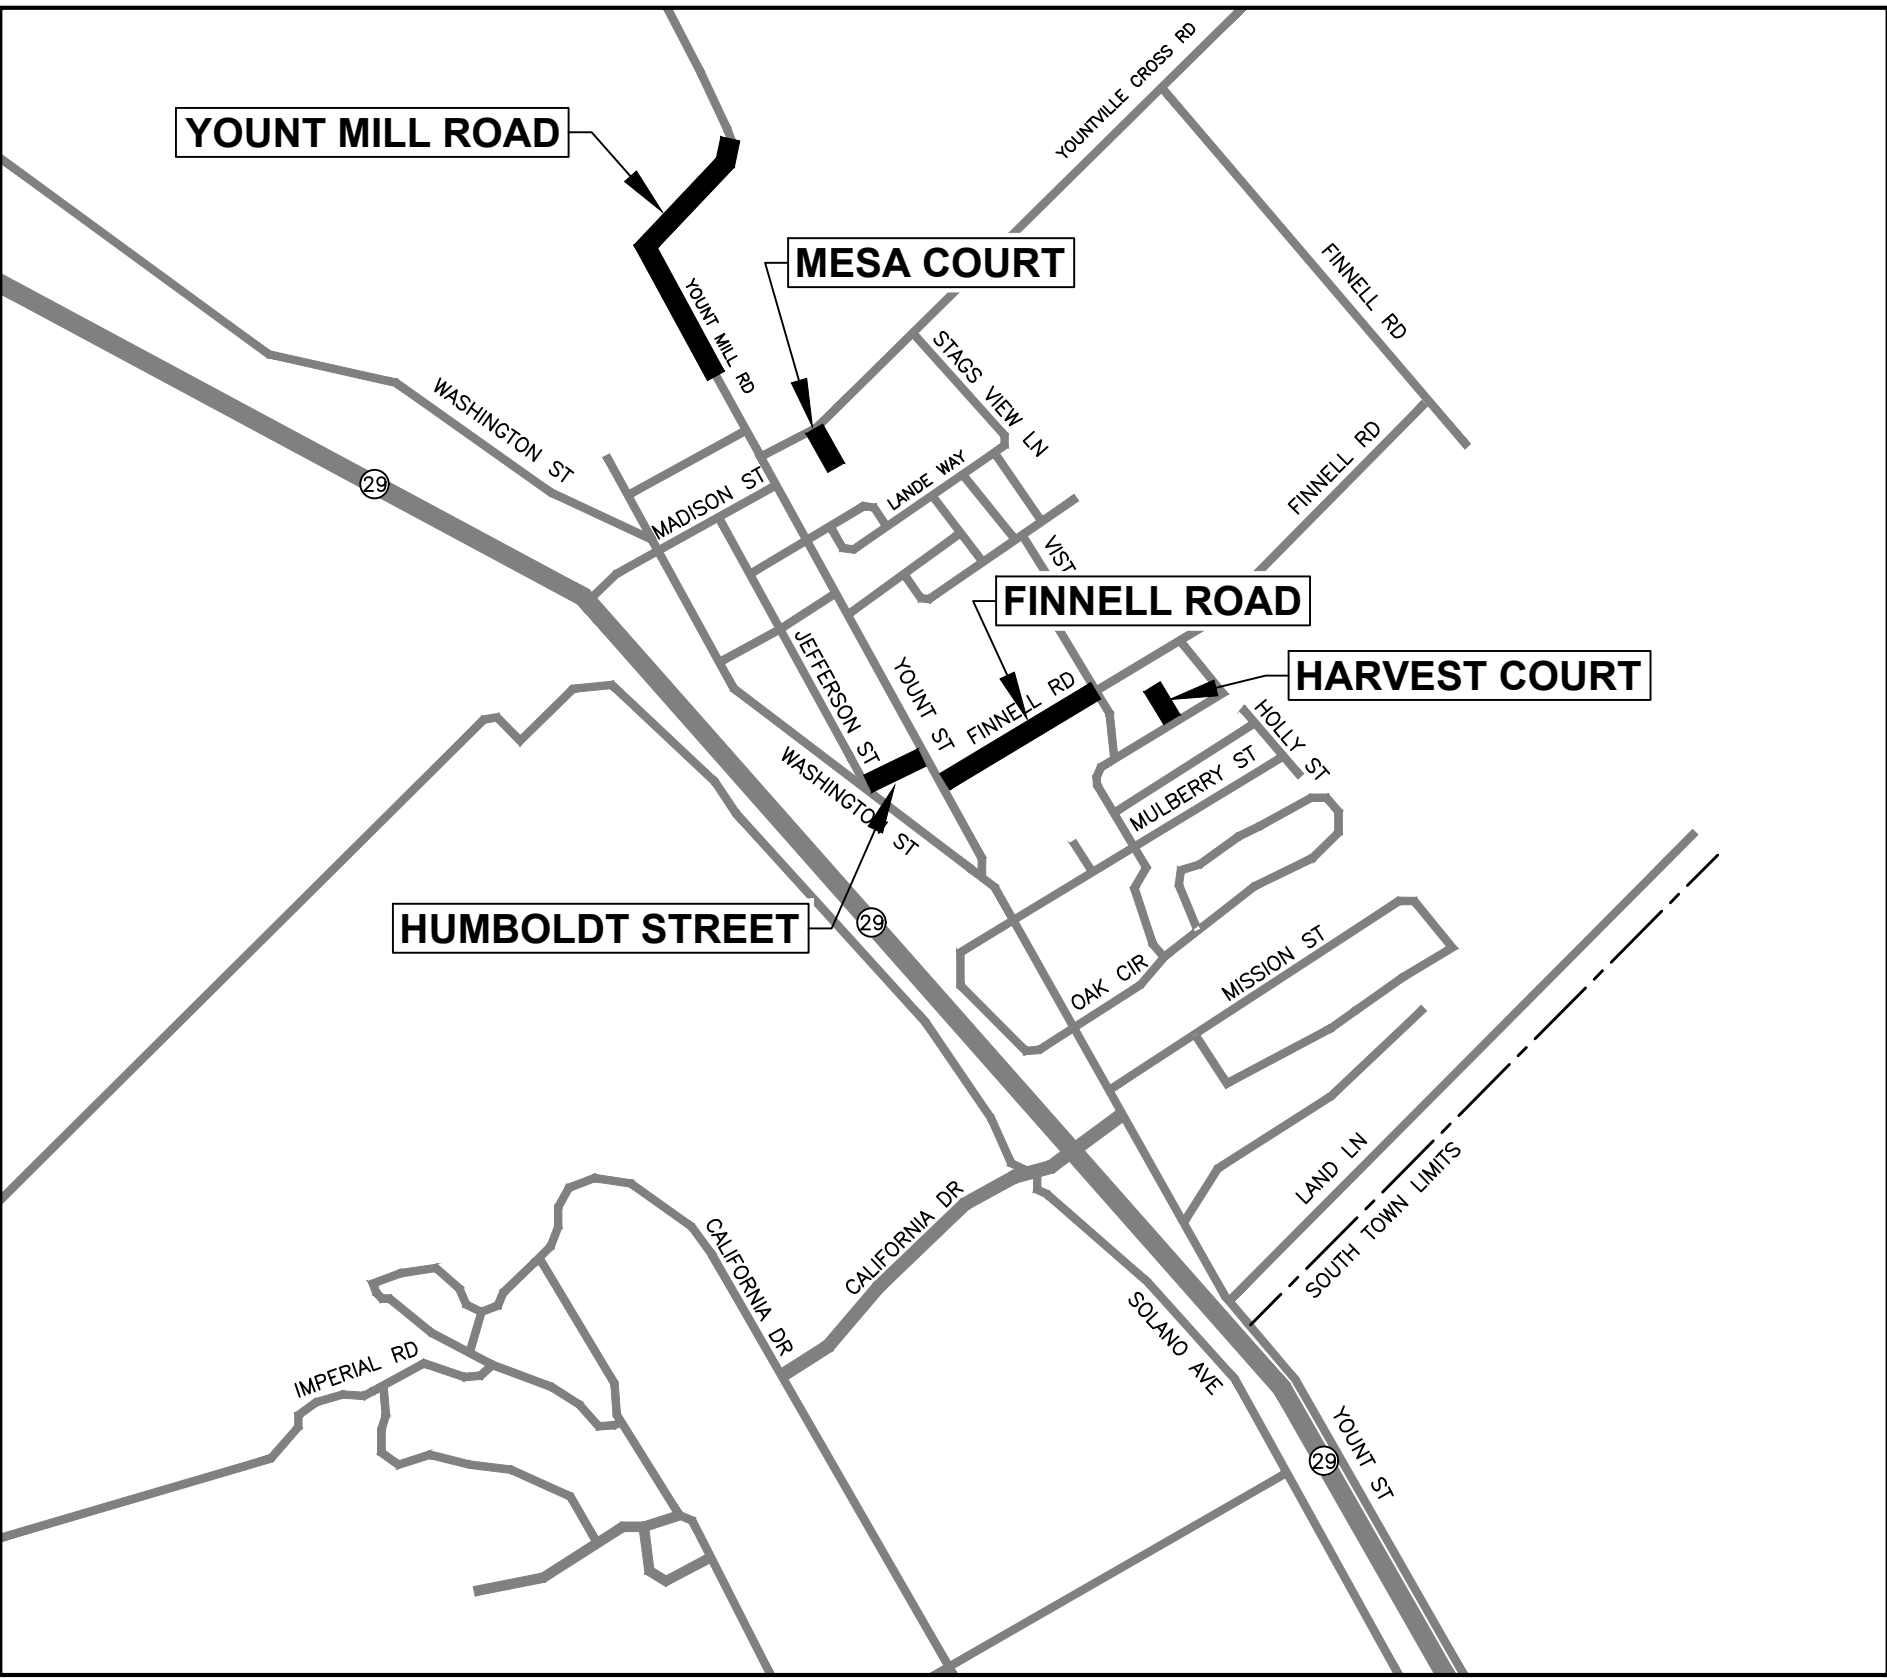 YOUNTVILLE CROSS RD
YOUNT MILL ROAD
MESA COURT
FINNELL RD
YOUNT MILL RD
STAGS VIEW LN
WASHINGTON ST
29
MADISON ST
LANDE WAY
FINNELL RD
VIST
FINNELL ROAD
HARVEST COURT
JEFFERSON ST
YOUNT ST
FINNELL RD
HOLLY ST
WASHINGTON ST
MULBERRY ST
HUMBOLDT STREET
29
OAK CIR
MISSION ST
LAND LN
SOUTH TOWN LIMITS
CALIFORNIA DR
CALIFORNIA DR
SOLANO AVE
IMPERIAL RD
YOUNT ST
29